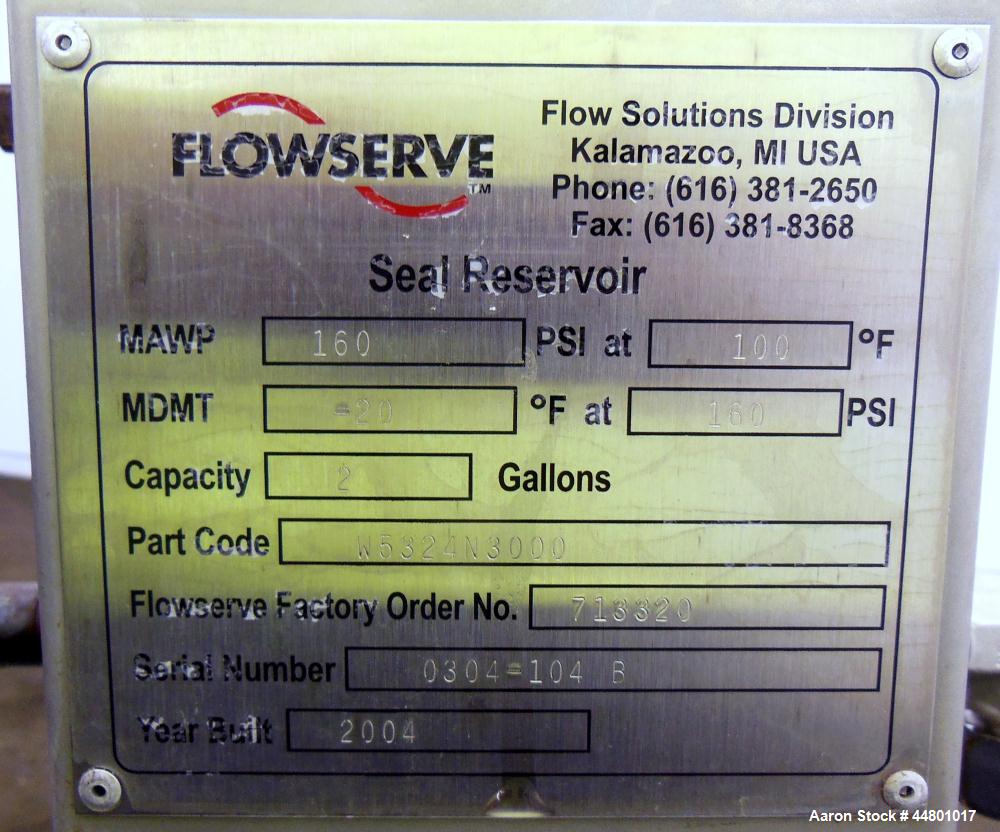 FLOWSERVE™
Flow Solutions Division
Kalamazoo, MI USA
Phone: (616) 381-2650
Fax: (616) 381-8368
Seal Reservoir
MAWP 160 PSI at 100 °F
MDMT -20 °F at 160 PSI
Capacity 2 Gallons
Part Code W5324N3000
Flowserve Factory Order No. 713320
Serial Number 0304-104 B
Year Built 2004
Aaron Stock # 44801017